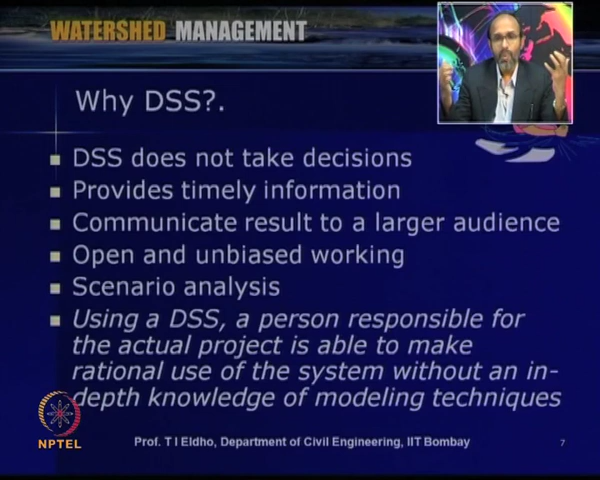 WATERSHED MANAGEMENT
Why DSS?.
DSS does not take decisions
Provides timely information
Communicate result to a larger audience
Open and unbiased working
Scenario analysis
Using a DSS, a person responsible for
the actual project is able to make
rational use of the system without an in-
depth knowledge of modeling techniques
NPTEL
Prof. T I Eldho, Department of Civil Engineering, IIT Bombay
7